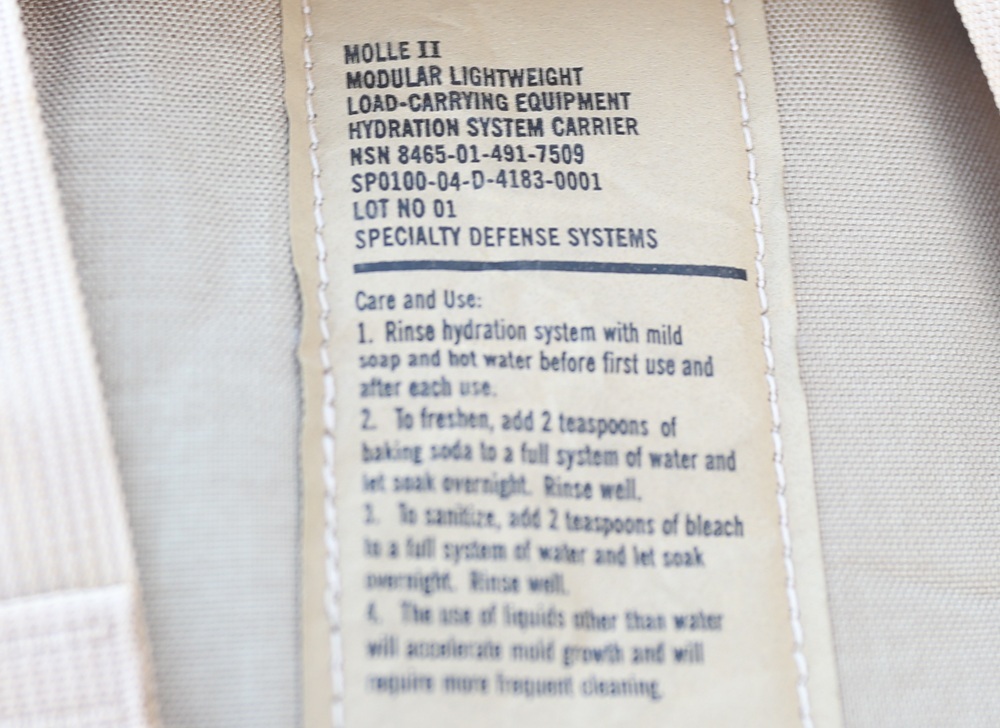 MOLLE II
MODULAR LIGHTWEIGHT
LOAD-CARRYING EQUIPMENT
HYDRATION SYSTEM CARRIER
NSN 8465-01-491-7509
SP0100-04-D-4183-0001
LOT NO 01
SPECIALTY DEFENSE SYSTEMS
Care and Use:
1. Rinse hydration system with mild
soap and hot water before first use and
after each use.
2. To freshen, add 2 teaspoons of
baking soda to a full system of water and
let soak overnight. Rinse well.
3. To sanitize, add 2 teaspoons of bleach
to a full system of water and let soak
overnight. Rinse well.
4. The use of liquids other than water
will accelerate mold growth and will
require more frequent cleaning.